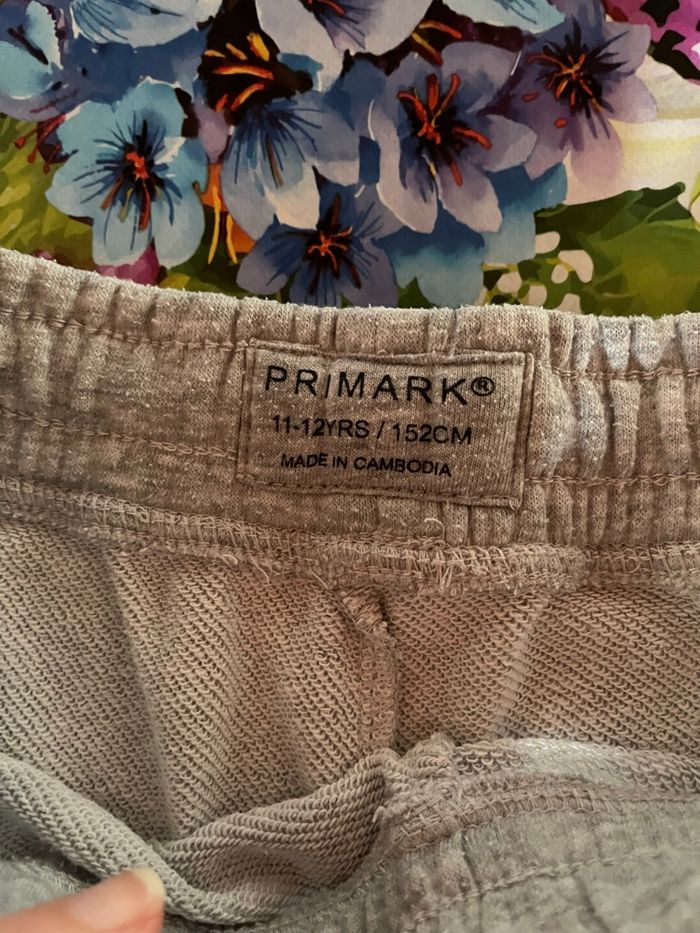 PRIMARK®
11-12YRS / 152CM
MADE IN CAMBODIA